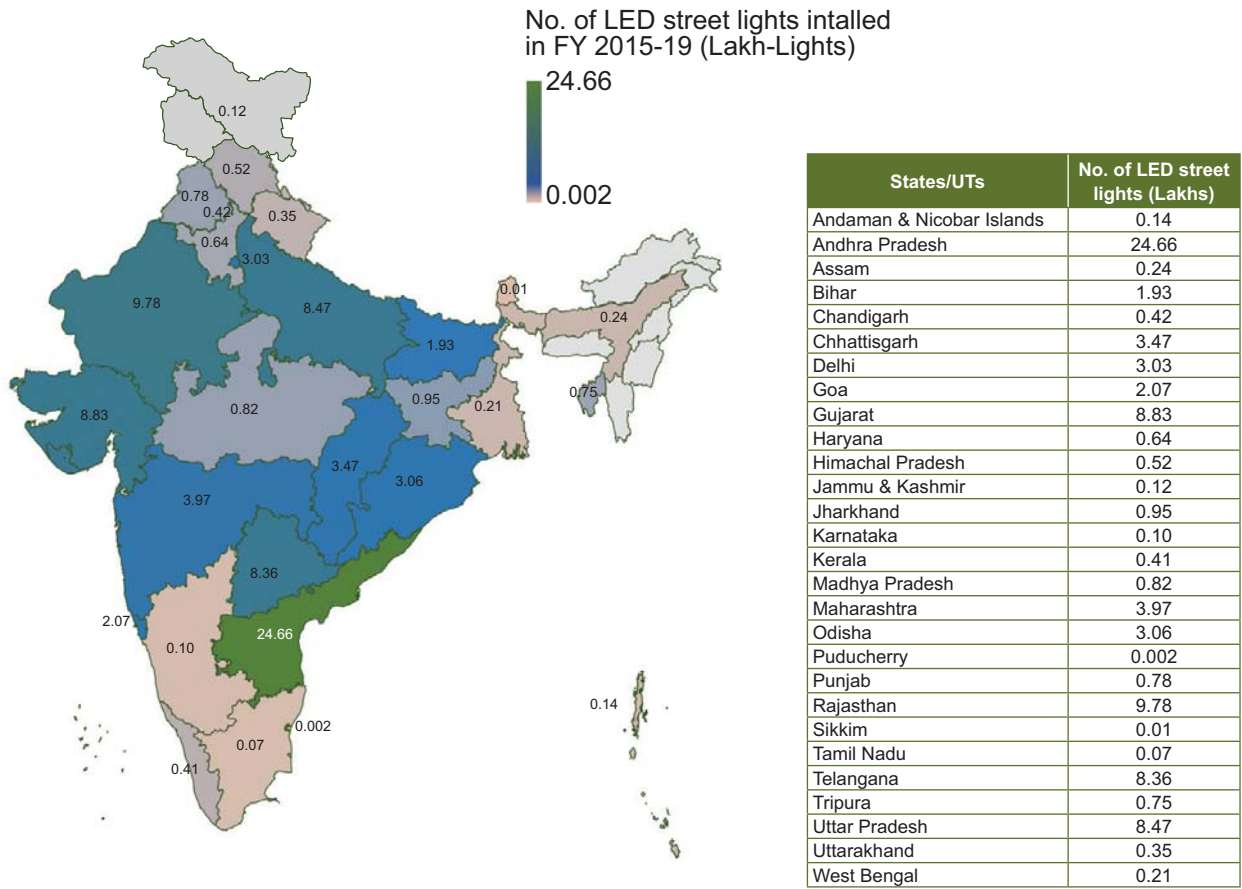 No. of LED street lights intalled
in FY 2015-19 (Lakh-Lights)
24.66
0.002
0.12
0.52
0.78
0.42
0.35
0.64
3.03
9.78
8.47
0.01
0.24
1.93
0.75
0.95
0.21
0.82
8.83
3.47
3.06
3.97
8.36
2.07
24.66
0.10
0.14
0.002
0.07
0.41
States/UTs No. of LED street lights (Lakhs)
Andaman & Nicobar Islands 0.14
Andhra Pradesh 24.66
Assam 0.24
Bihar 1.93
Chandigarh 0.42
Chhattisgarh 3.47
Delhi 3.03
Goa 2.07
Gujarat 8.83
Haryana 0.64
Himachal Pradesh 0.52
Jammu & Kashmir 0.12
Jharkhand 0.95
Karnataka 0.10
Kerala 0.41
Madhya Pradesh 0.82
Maharashtra 3.97
Odisha 3.06
Puducherry 0.002
Punjab 0.78
Rajasthan 9.78
Sikkim 0.01
Tamil Nadu 0.07
Telangana 8.36
Tripura 0.75
Uttar Pradesh 8.47
Uttarakhand 0.35
West Bengal 0.21